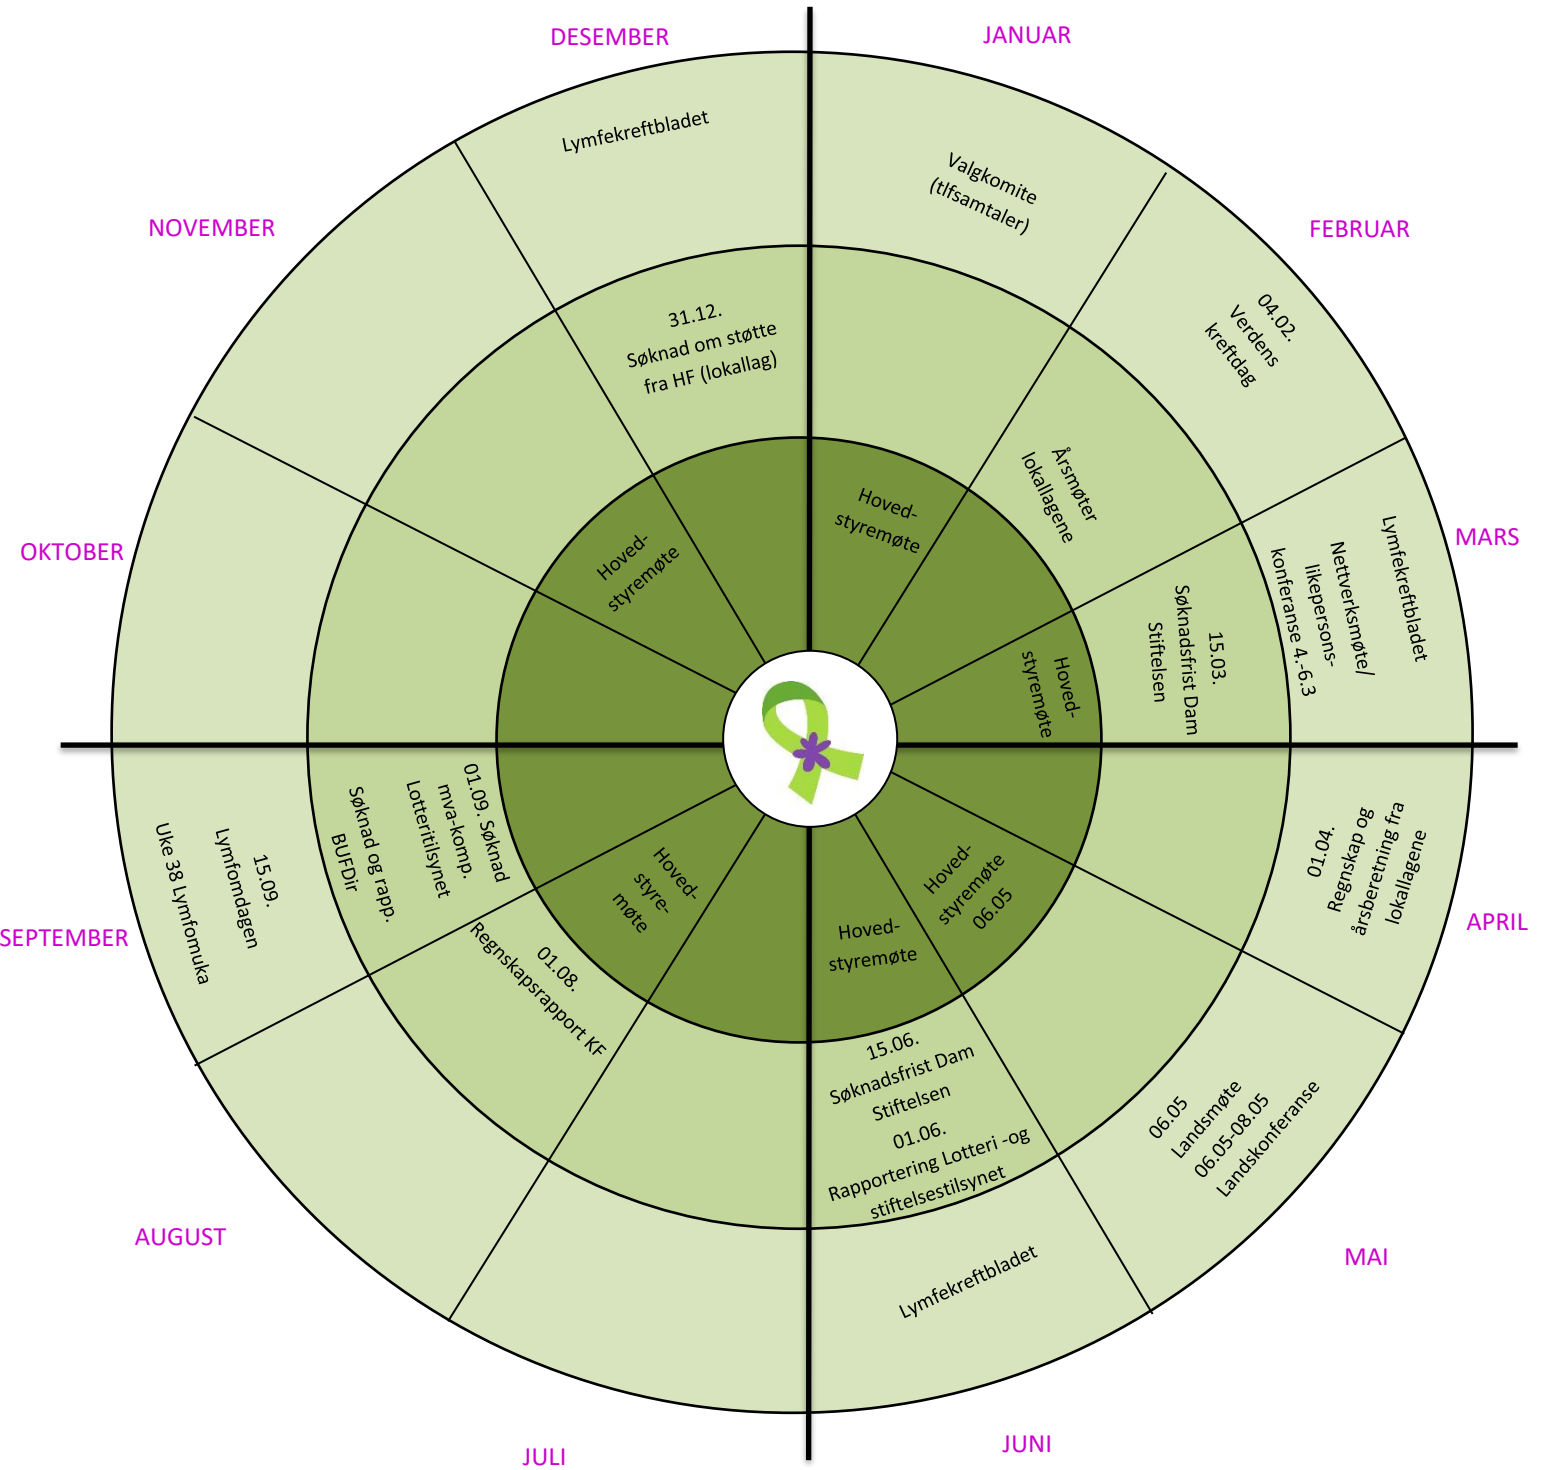 DESEMBER
JANUAR
NOVEMBER
FEBRUAR
OKTOBER
MARS
SEPTEMBER
APRIL
AUGUST
MAI
JULI
JUNI
Valgkomite
(tlfsamtaler)
Hoved-
styremøte
04.02.
Verdens
kreftdag
Årsmøter
lokallagene
Lymfekreftbladet
Nettverksmøte/
likepersons-
konferanse 4.-6.3
15.03.
Søknadsfrist Dam
Stiftelsen
Hoved-
styremøte
01.04.
Regnskap og
årsberetning fra
lokallagene
06.05
Landsmøte
06.05-08.05
Landskonferanse
Hoved-
styremøte
06.05
Hoved-
styremøte
15.06.
Søknadsfrist Dam
Stiftelsen
01.06.
Rapportering Lotteri -og
stiftelsestilsynet
Lymfekreftbladet
Hoved-
styre-
møte
01.08.
Regnskapsrapport KF
01.09. Søknad
mva-komp.
Lotteritilsynet
Søknad og rapp.
BUFDir
15.09.
Lymfomdagen
Uke 38 Lymfomuka
Hoved-
styremøte
Lymfekreftbladet
31.12.
Søknad om støtte
fra HF (lokallag)